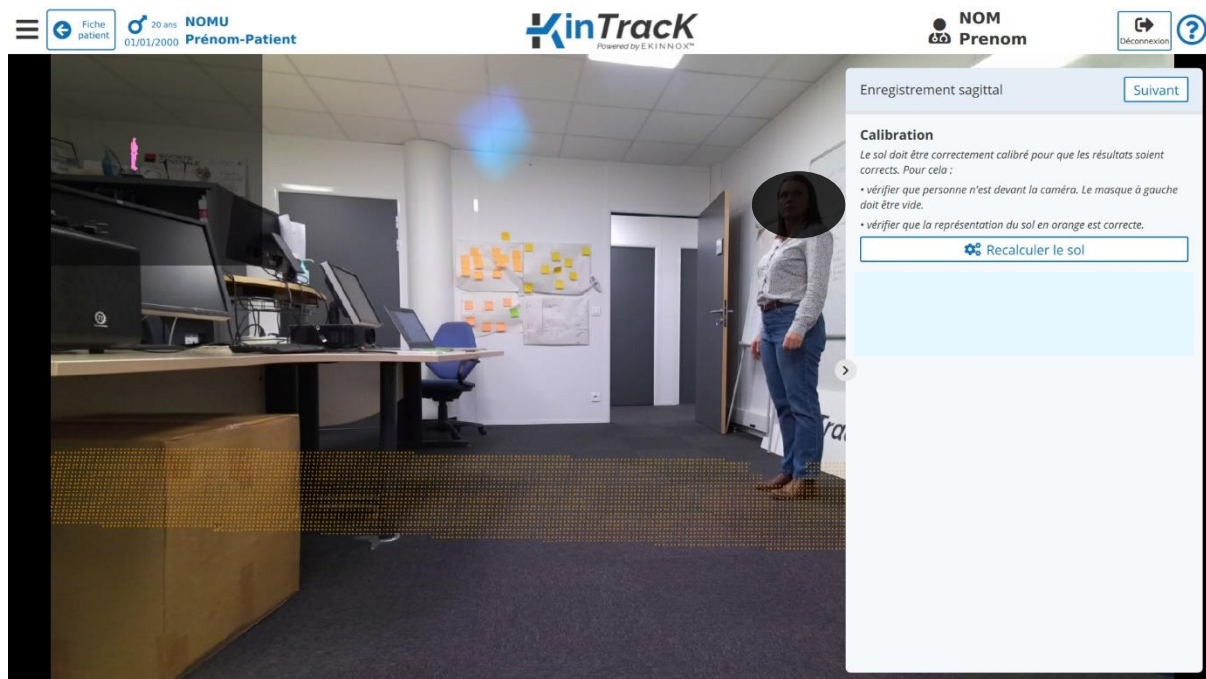 Fiche
patient
20 ans NOMU
01/01/2000 Prénom-Patient
KinTracK
Powered by EKINNOX™
NOM
Prenom
Déconnexion
?
Enregistrement sagittal
Suivant
Calibration
Le sol doit être correctement calibré pour que les résultats soient
corrects. Pour cela :
• vérifier que personne n'est devant la caméra. Le masque à gauche
doit être vide.
• vérifier que la représentation du sol en orange est correcte.
Recalculer le sol